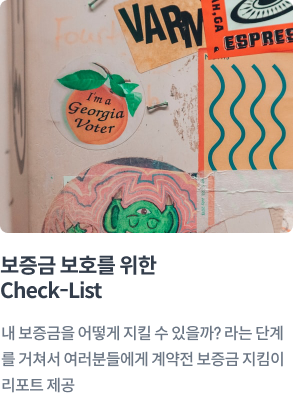 VARM
ESPRES
I'm a
Georgia
Voter
보증금 보호를 위한
Check-List
내 보증금을 어떻게 지킬 수 있을까? 라는 단계
를 거쳐서 여러분들에게 계약전 보증금 지킴이
리포트 제공